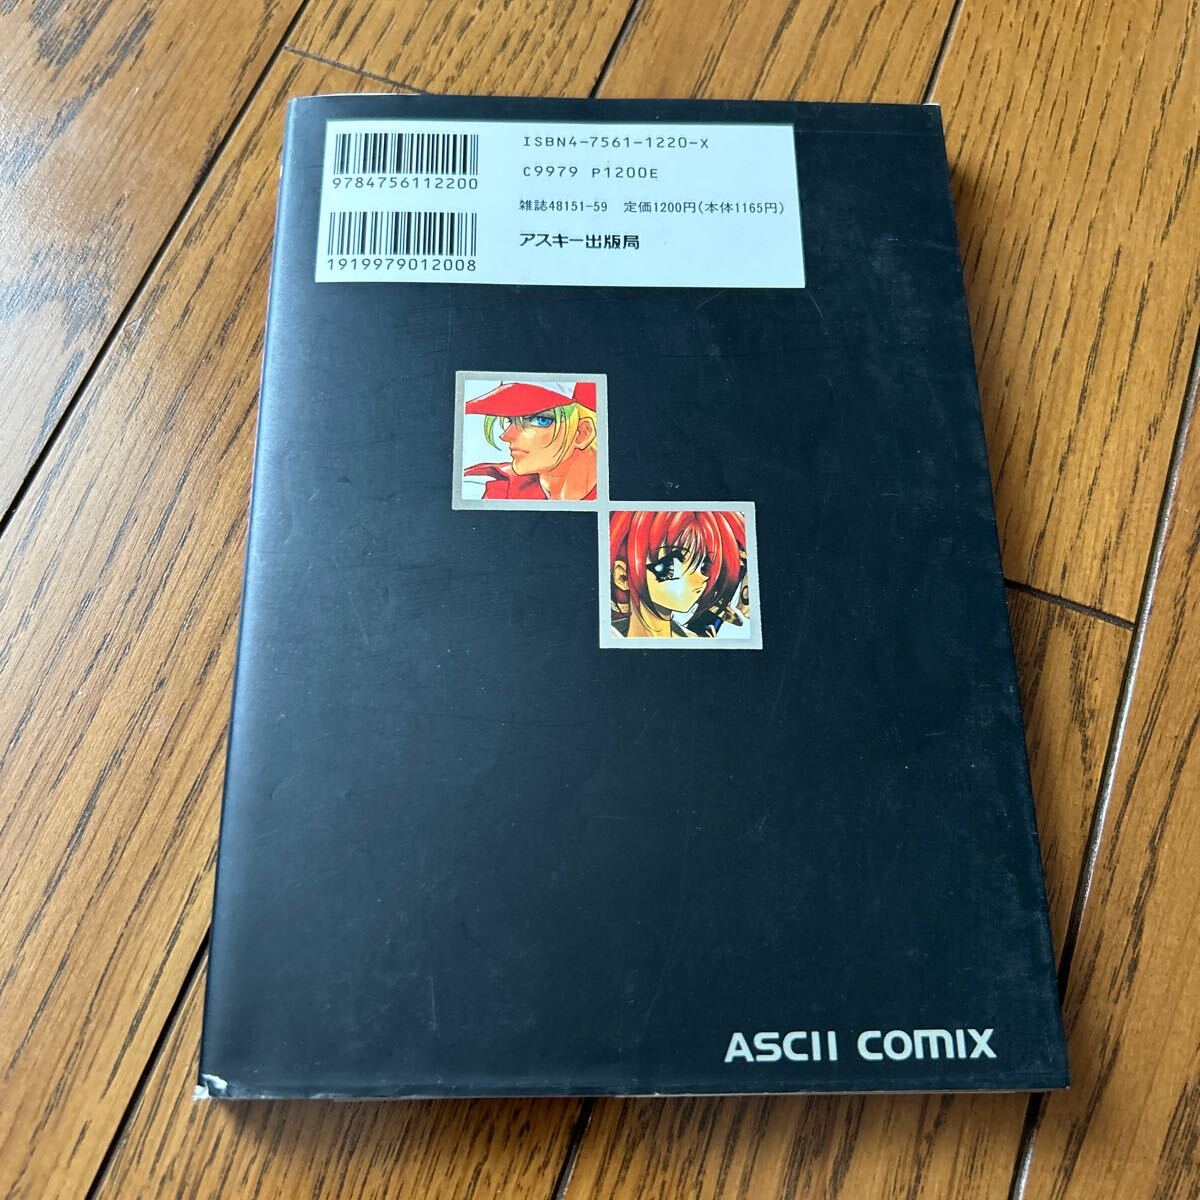 ISBN4-7561-1220-X
9784756112200
C9979 P1200E
雑誌48151-59 定価1200円(本体1165円)
1919979012008
アスキー出版局
ASCII COMIX